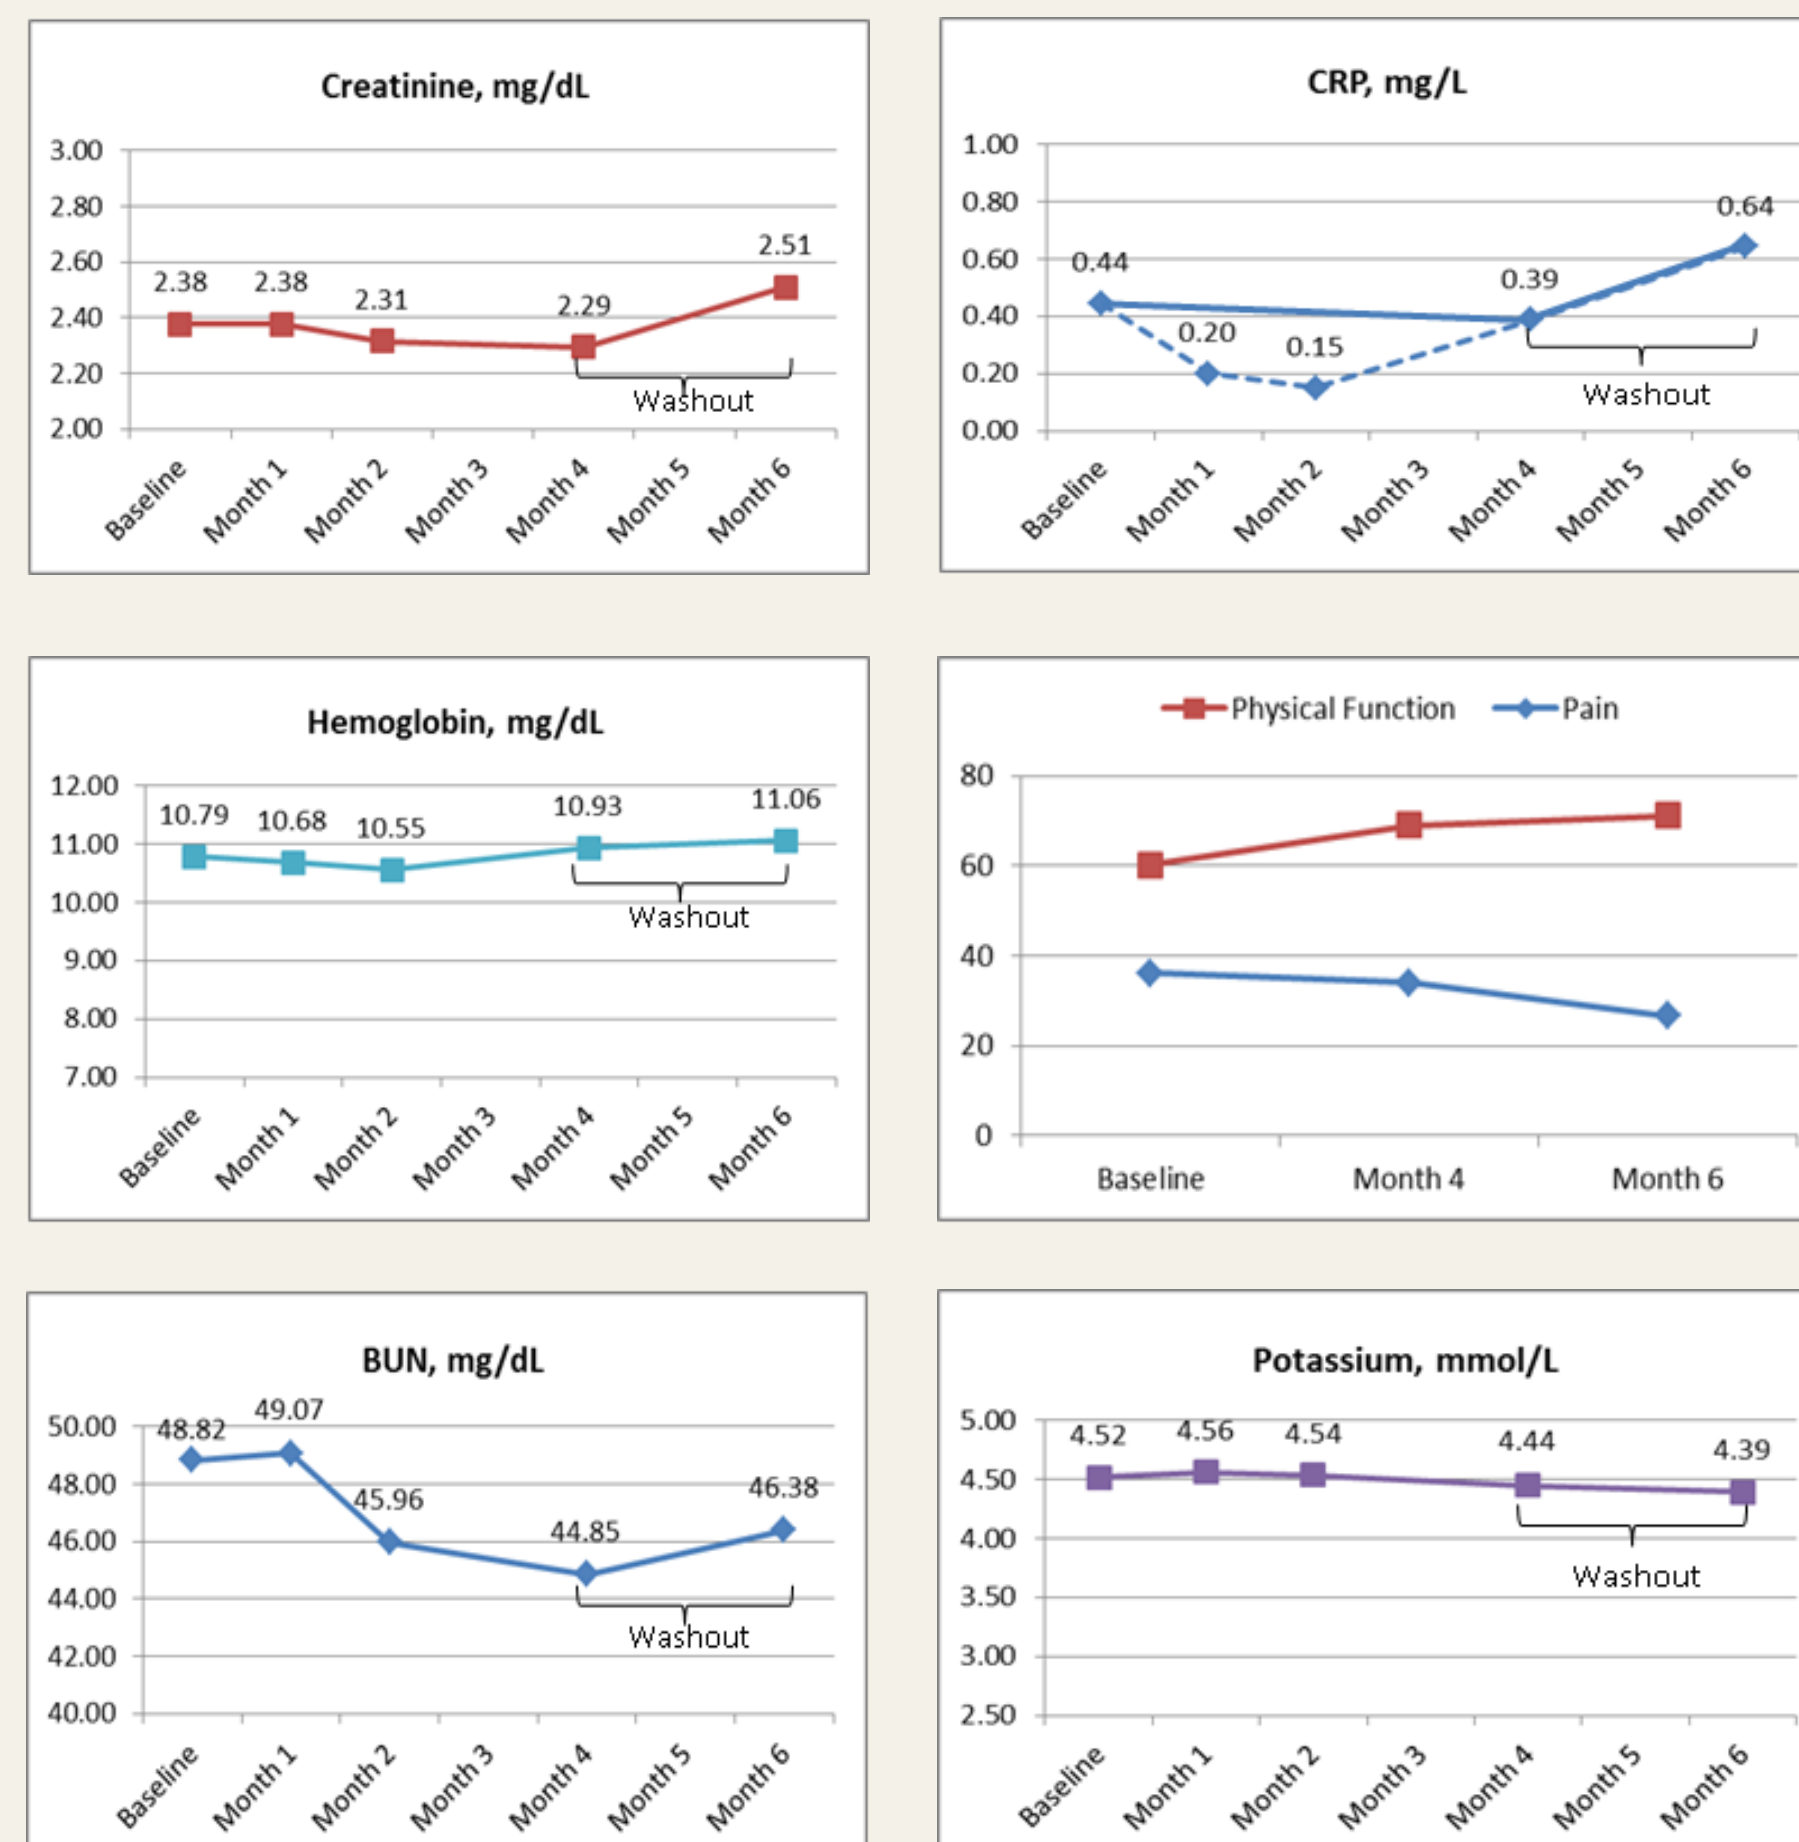 Creatinine, mg/dL
3.00
2.80
2.60
2.40
2.20
2.00
2.38
2.38
2.31
2.29
2.51
Washout
Baseline
Month 1
Month 2
Month 3
Month 4
Month 5
Month 6
CRP, mg/L
1.00
0.80
0.60
0.40
0.20
0.00
0.44
0.20
0.15
0.39
0.64
Washout
Baseline
Month 1
Month 2
Month 3
Month 4
Month 5
Month 6
Hemoglobin, mg/dL
12.00
11.00
10.00
9.00
8.00
7.00
10.79
10.68
10.55
10.93
11.06
Washout
Baseline
Month 1
Month 2
Month 3
Month 4
Month 5
Month 6
Physical Function
Pain
80
60
40
20
0
Baseline
Month 4
Month 6
BUN, mg/dL
50.00
48.00
46.00
44.00
42.00
40.00
48.82
49.07
45.96
44.85
46.38
Washout
Baseline
Month 1
Month 2
Month 3
Month 4
Month 5
Month 6
Potassium, mmol/L
5.00
4.50
4.00
3.50
3.00
2.50
4.52
4.56
4.54
4.44
4.39
Washout
Baseline
Month 1
Month 2
Month 3
Month 4
Month 5
Month 6